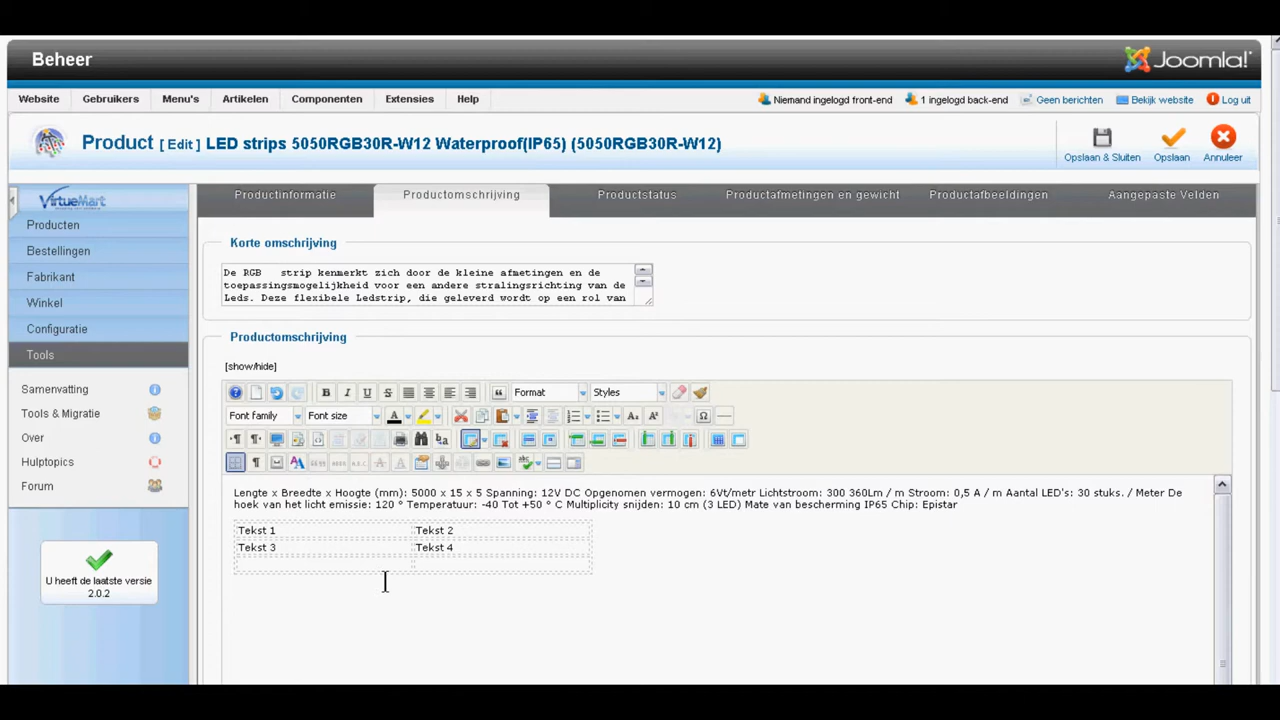 Beheer
Joomla!
Website Gebruikers Menu's Artikelen Componenten Extensies Help Niemand ingelogd front-end 1 ingelogd back-end Geen berichten Bekijk website Log uit
Product [ Edit ] LED strips 5050RGB30R-W12 Waterproof(IP65) (5050RGB30R-W12)
Opslaan & Sluiten Opslaan Annuleer
VirtueMart
Producten
Bestellingen
Fabrikant
Winkel
Configuratie
Tools
Samenvatting
Tools & Migratie
Over
Hulptopics
Forum
U heeft de laatste versie
2.0.2
Productinformatie Productomschrijving Productstatus Productafmetingen en gewicht Productafbeeldingen Aangepaste Velden
Korte omschrijving
De RGB strip kenmerkt zich door de kleine afmetingen en de
toepassingsmogelijkheid voor een andere stralingsrichting van de
Leds. Deze flexibele Ledstrip, die geleverd wordt op een rol van
Productomschrijving
[show/hide]
Format Styles
Font family Font size
Lengte x Breedte x Hoogte (mm): 5000 x 15 x 5 Spanning: 12V DC Opgenomen vermogen: 6Vt/metr Lichtstroom: 300 360Lm / m Stroom: 0,5 A / m Aantal LED's: 30 stuks. / Meter De
hoek van het licht emissie: 120 ° Temperatuur: -40 Tot +50 ° C Multiplicity snijden: 10 cm (3 LED) Mate van bescherming IP65 Chip: Epistar
Tekst 1 Tekst 2
Tekst 3 Tekst 4